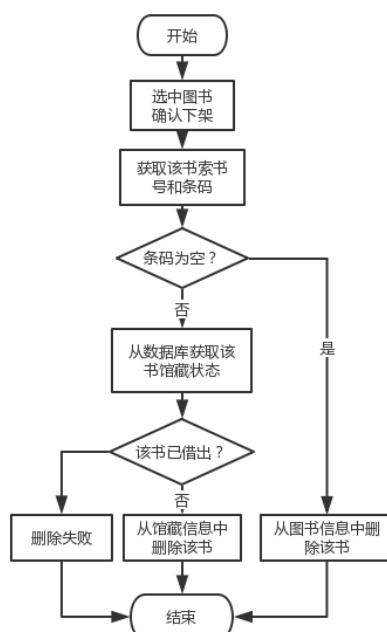 开始
选中图书
确认下架
获取该书索书
号和条码
条码为空？
否
是
从数据库获取该
书馆藏状态
该书已借出？
否
删除失败
从馆藏信息中
删除该书
从图书信息中删
除该书
结束